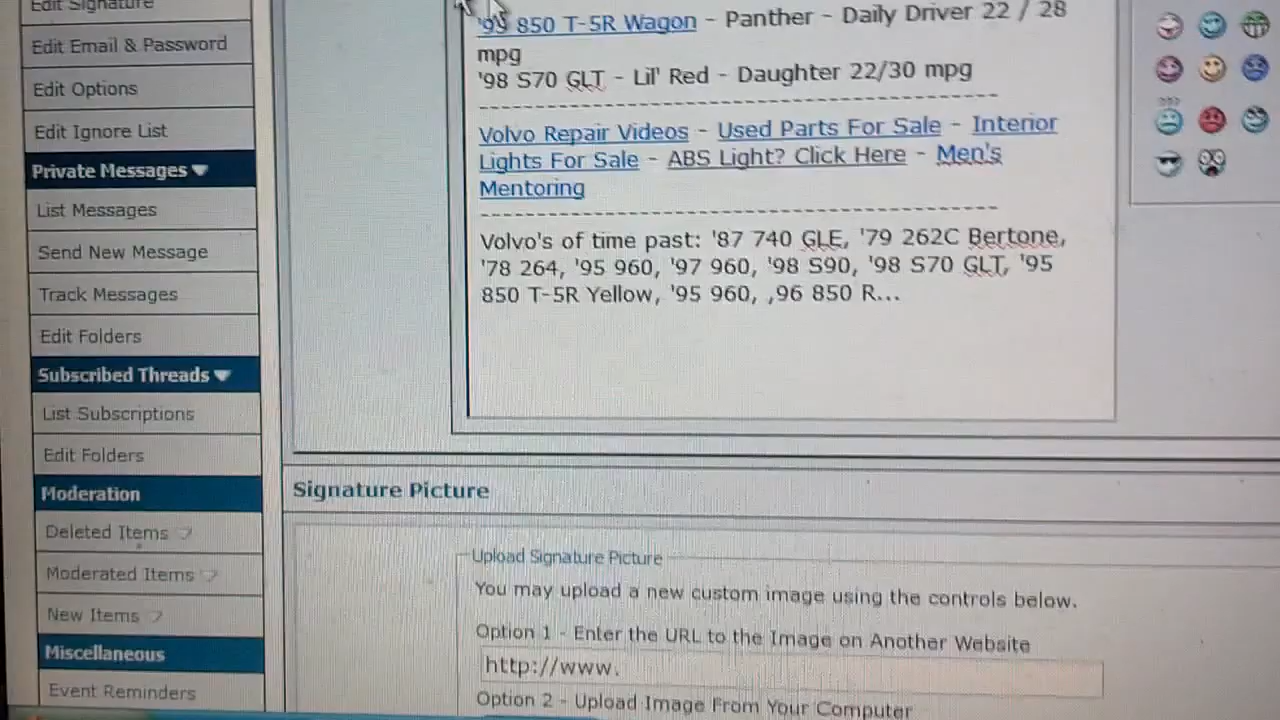 Edit Signature
Edit Email & Password
Edit Options
Edit Ignore List
Private Messages
List Messages
Send New Message
Track Messages
Edit Folders
Subscribed Threads
List Subscriptions
Edit Folders
Moderation
Deleted Items
Moderated Items
New Items
Miscellaneous
Event Reminders
'95 850 T-5R Wagon - Panther - Daily Driver 22 / 28
mpg
'98 S70 GLT - Lil' Red - Daughter 22/30 mpg
--------------------------------------------------
Volvo Repair Videos - Used Parts For Sale - Interior
Lights For Sale - ABS Light? Click Here - Men's
Mentoring
--------------------------------------------------
Volvo's of time past: '87 740 GLE, '79 262C Bertone,
'78 264, '95 960, '97 960, '98 S90, '98 S70 GLT, '95
850 T-5R Yellow, '95 960, ,96 850 R...
Signature Picture
Upload Signature Picture
You may upload a new custom image using the controls below.
Option 1 - Enter the URL to the Image on Another Website
http://www.
Option 2 - Upload Image From Your Computer